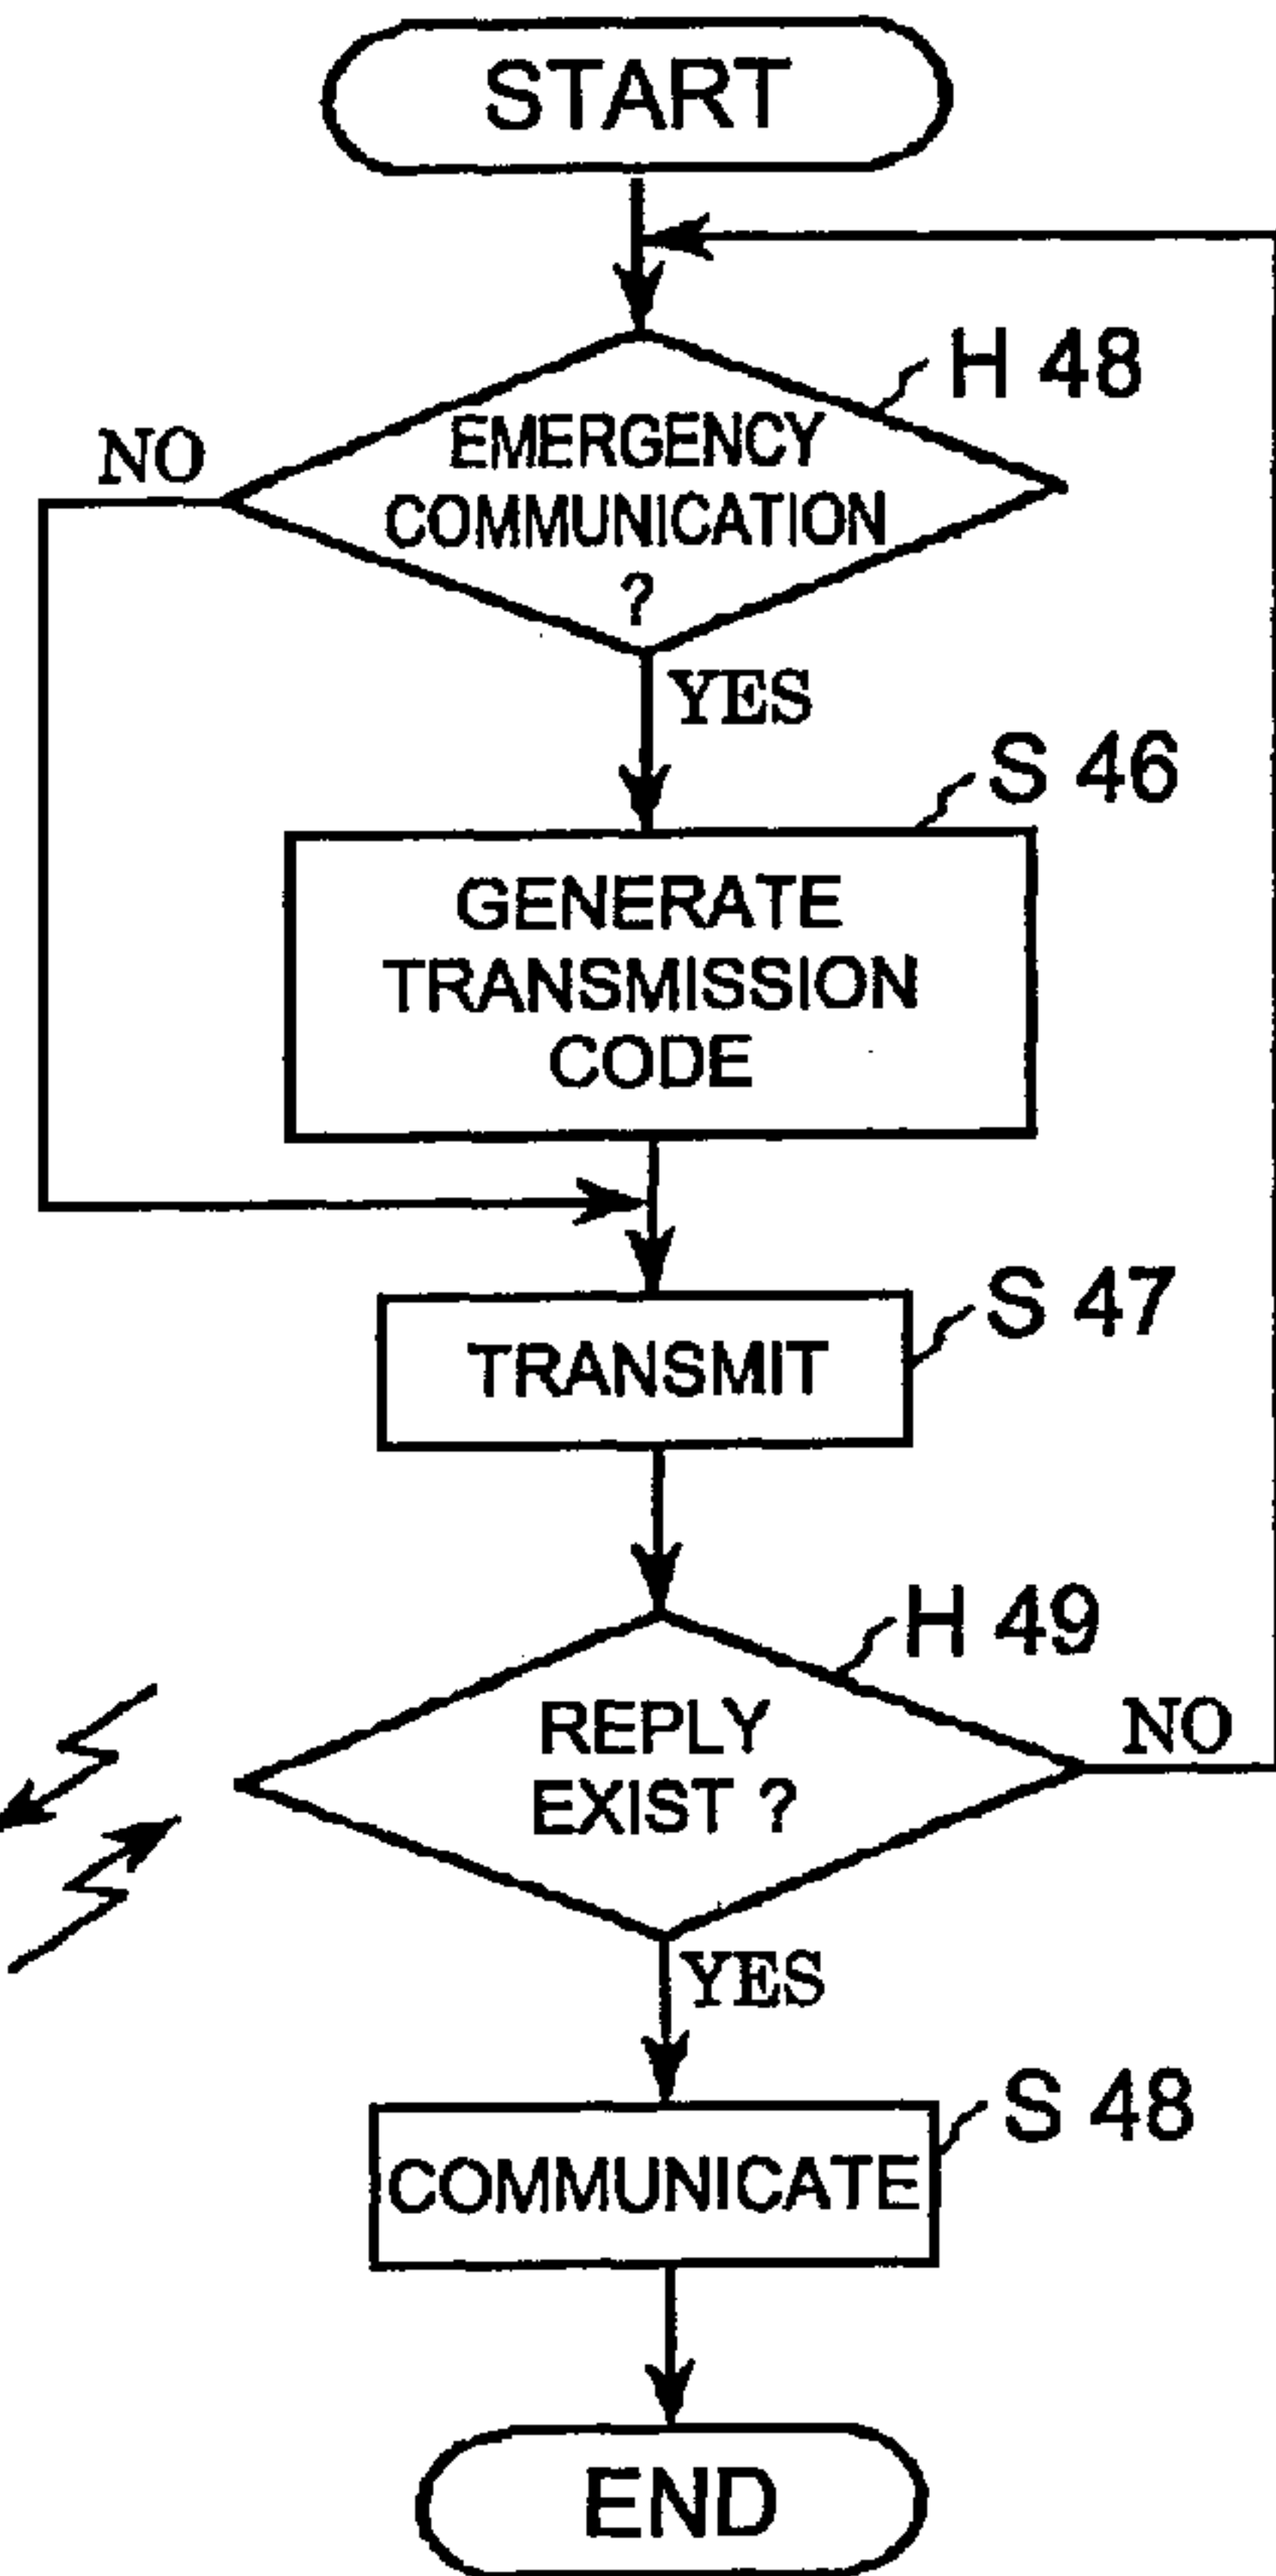 START
H 48
NO
EMERGENCY
COMMUNICATION
?
YES
S 46
GENERATE
TRANSMISSION
CODE
S 47
TRANSMIT
H 49
REPLY
EXIST ?
NO
YES
S 48
COMMUNICATE
END